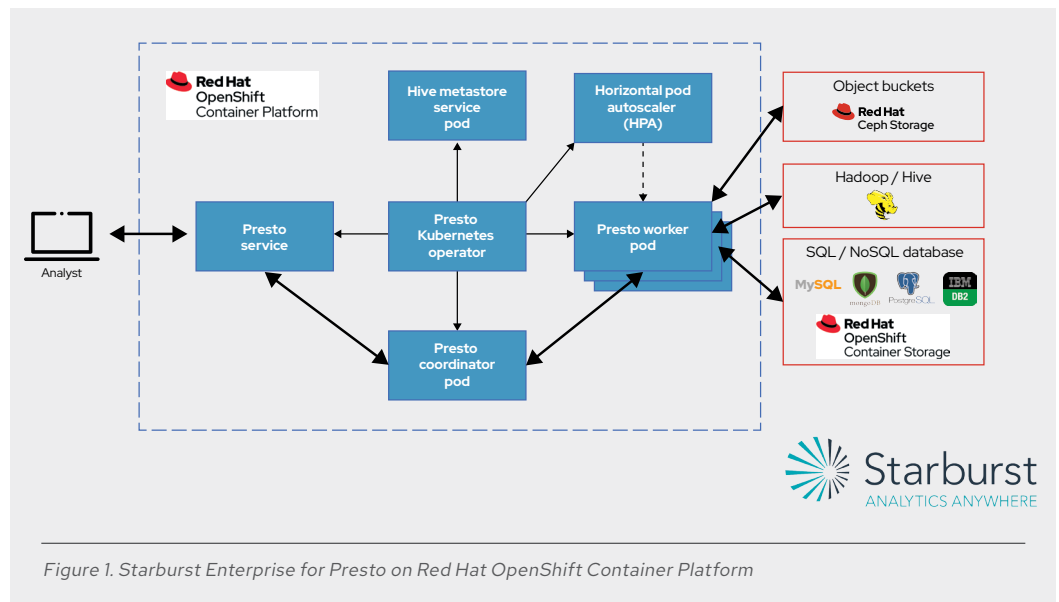 Red Hat
OpenShift
Container Platform
Hive metastore
service
pod
Horizontal pod
autoscaler
(HPA)
Object buckets
Red Hat
Ceph Storage
Hadoop / Hive
Analyst
Presto
service
Presto
Kubernetes
operator
Presto worker
pod
SQL / NoSQL database
MySQL
mongoDB
PostgreSQL
IBM
DB2
Red Hat
OpenShift
Container Storage
Presto
coordinator
pod
Starburst
ANALYTICS ANYWHERE
Figure 1. Starburst Enterprise for Presto on Red Hat OpenShift Container Platform